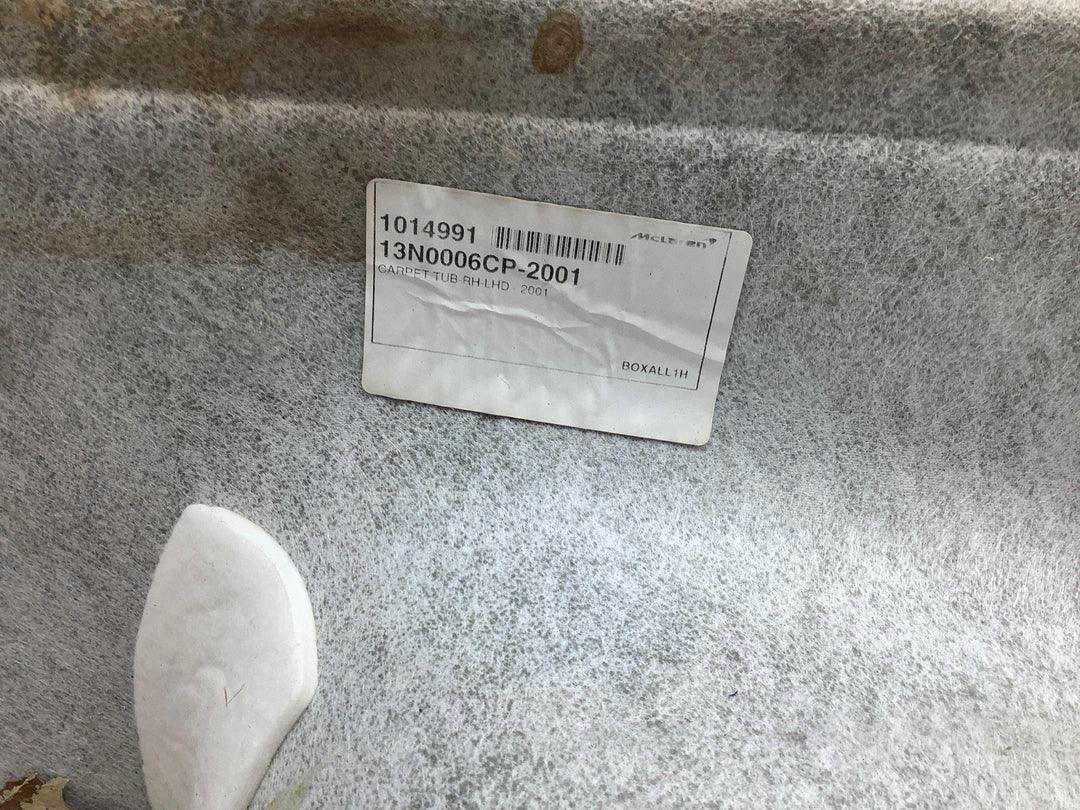 1014991
McLaren
13N0006CP-2001
CARPET TUB-RH-LHD - 2001
BOXALL1H